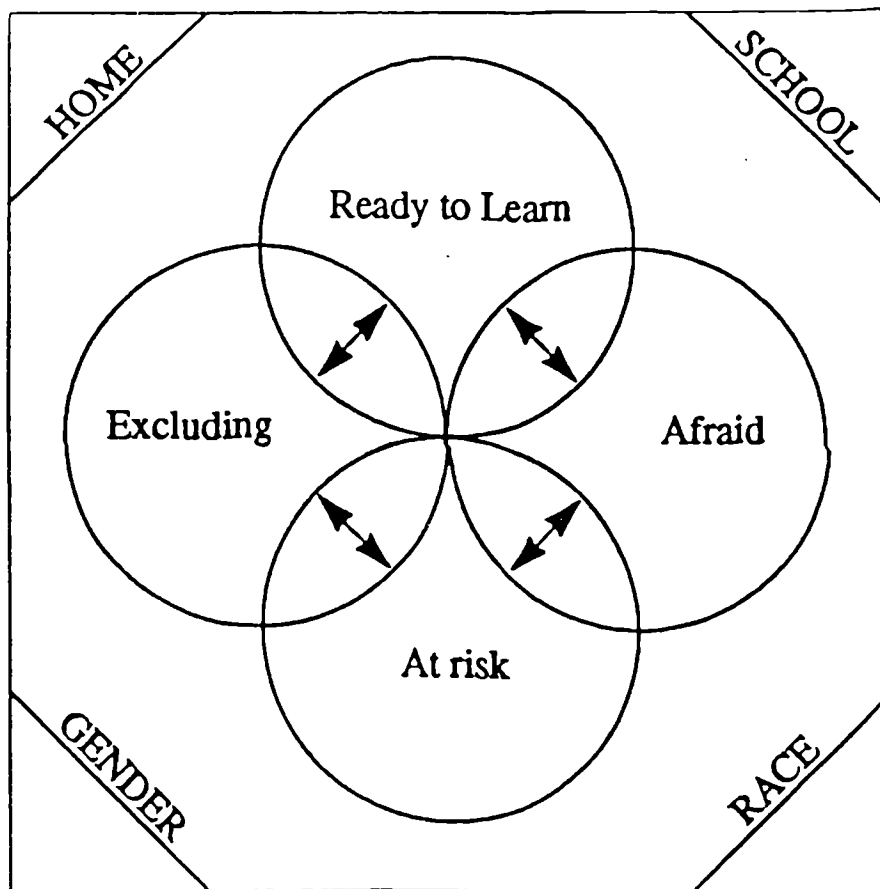 HOME
SCHOOL
Ready to Learn
Excluding
Afraid
At risk
GENDER
RACE